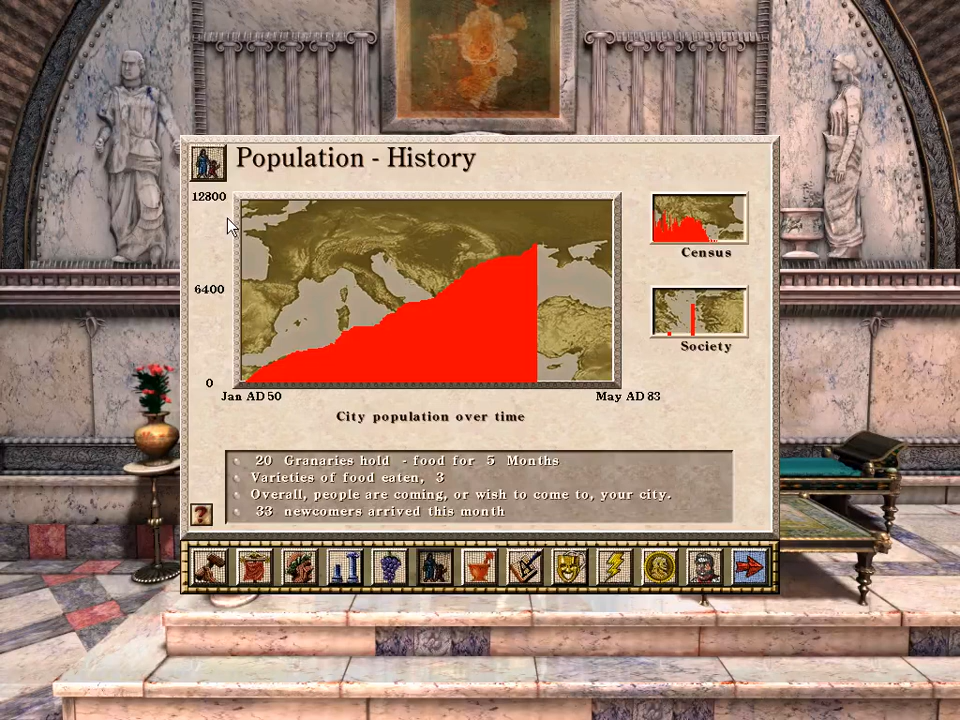 Population - History
12800
6400
0
Jan AD 50
May AD 83
City population over time
Census
Society
20 Granaries hold - food for 5 Months
Varieties of food eaten, 3
Overall, people are coming, or wish to come to, your city.
33 newcomers arrived this month
?